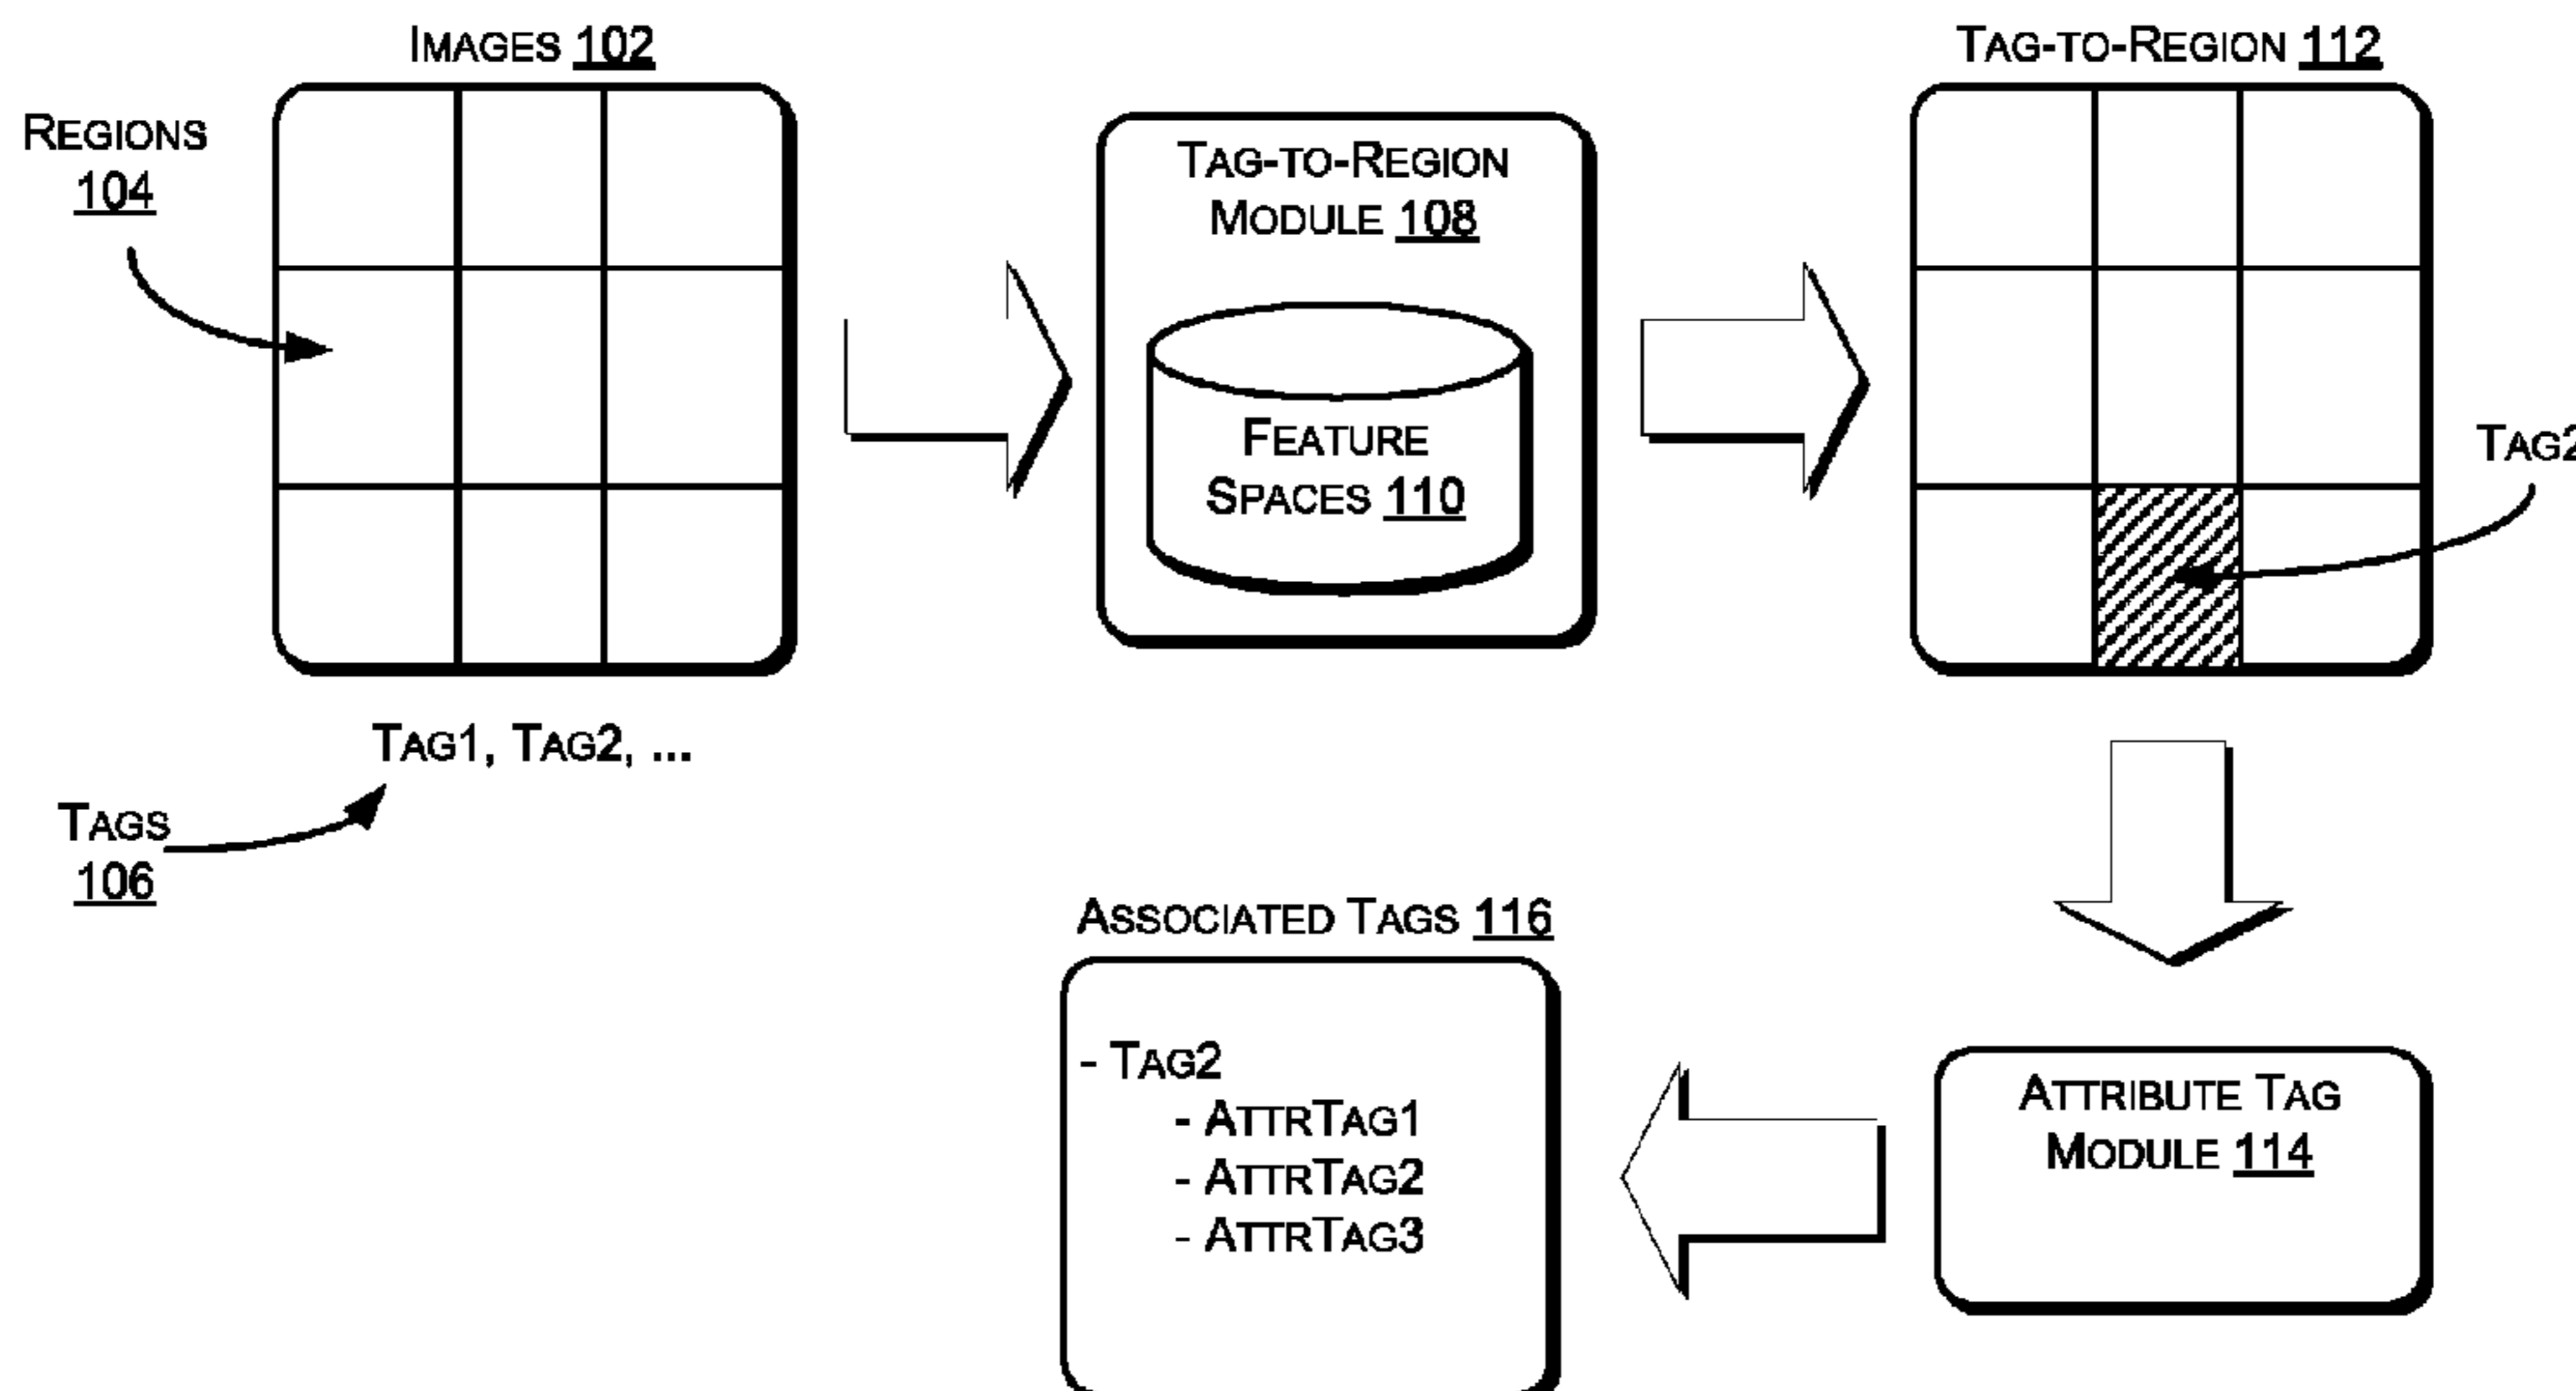 IMAGES 102
REGIONS
104
TAG1, TAG2, ...
TAGS
106
TAG-TO-REGION
MODULE 108
FEATURE
SPACES 110
TAG-TO-REGION 112
TAG2
ATTRIBUTE TAG
MODULE 114
ASSOCIATED TAGS 116
- TAG2
- ATTRTAG1
- ATTRTAG2
- ATTRTAG3